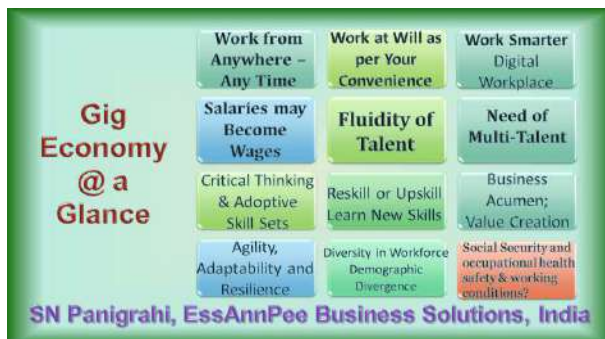 Gig
Economy
@ a
Glance
Work from
Anywhere –
Any Time
Work at Will as
per Your
Convenience
Work Smarter
Digital
Workplace
Salaries may
Become
Wages
Fluidity of
Talent
Need of
Multi-Talent
Critical Thinking
& Adoptive
Skill Sets
Reskill or Upskill
Learn New Skills
Business
Acumen;
Value Creation
Agility,
Adaptability and
Resilience
Diversity in Workforce
Demographic
Divergence
Social Socurity and
occupational health
safety & working
conditions?
SN Panigrahi, EssAnnPee Business Solutions, India